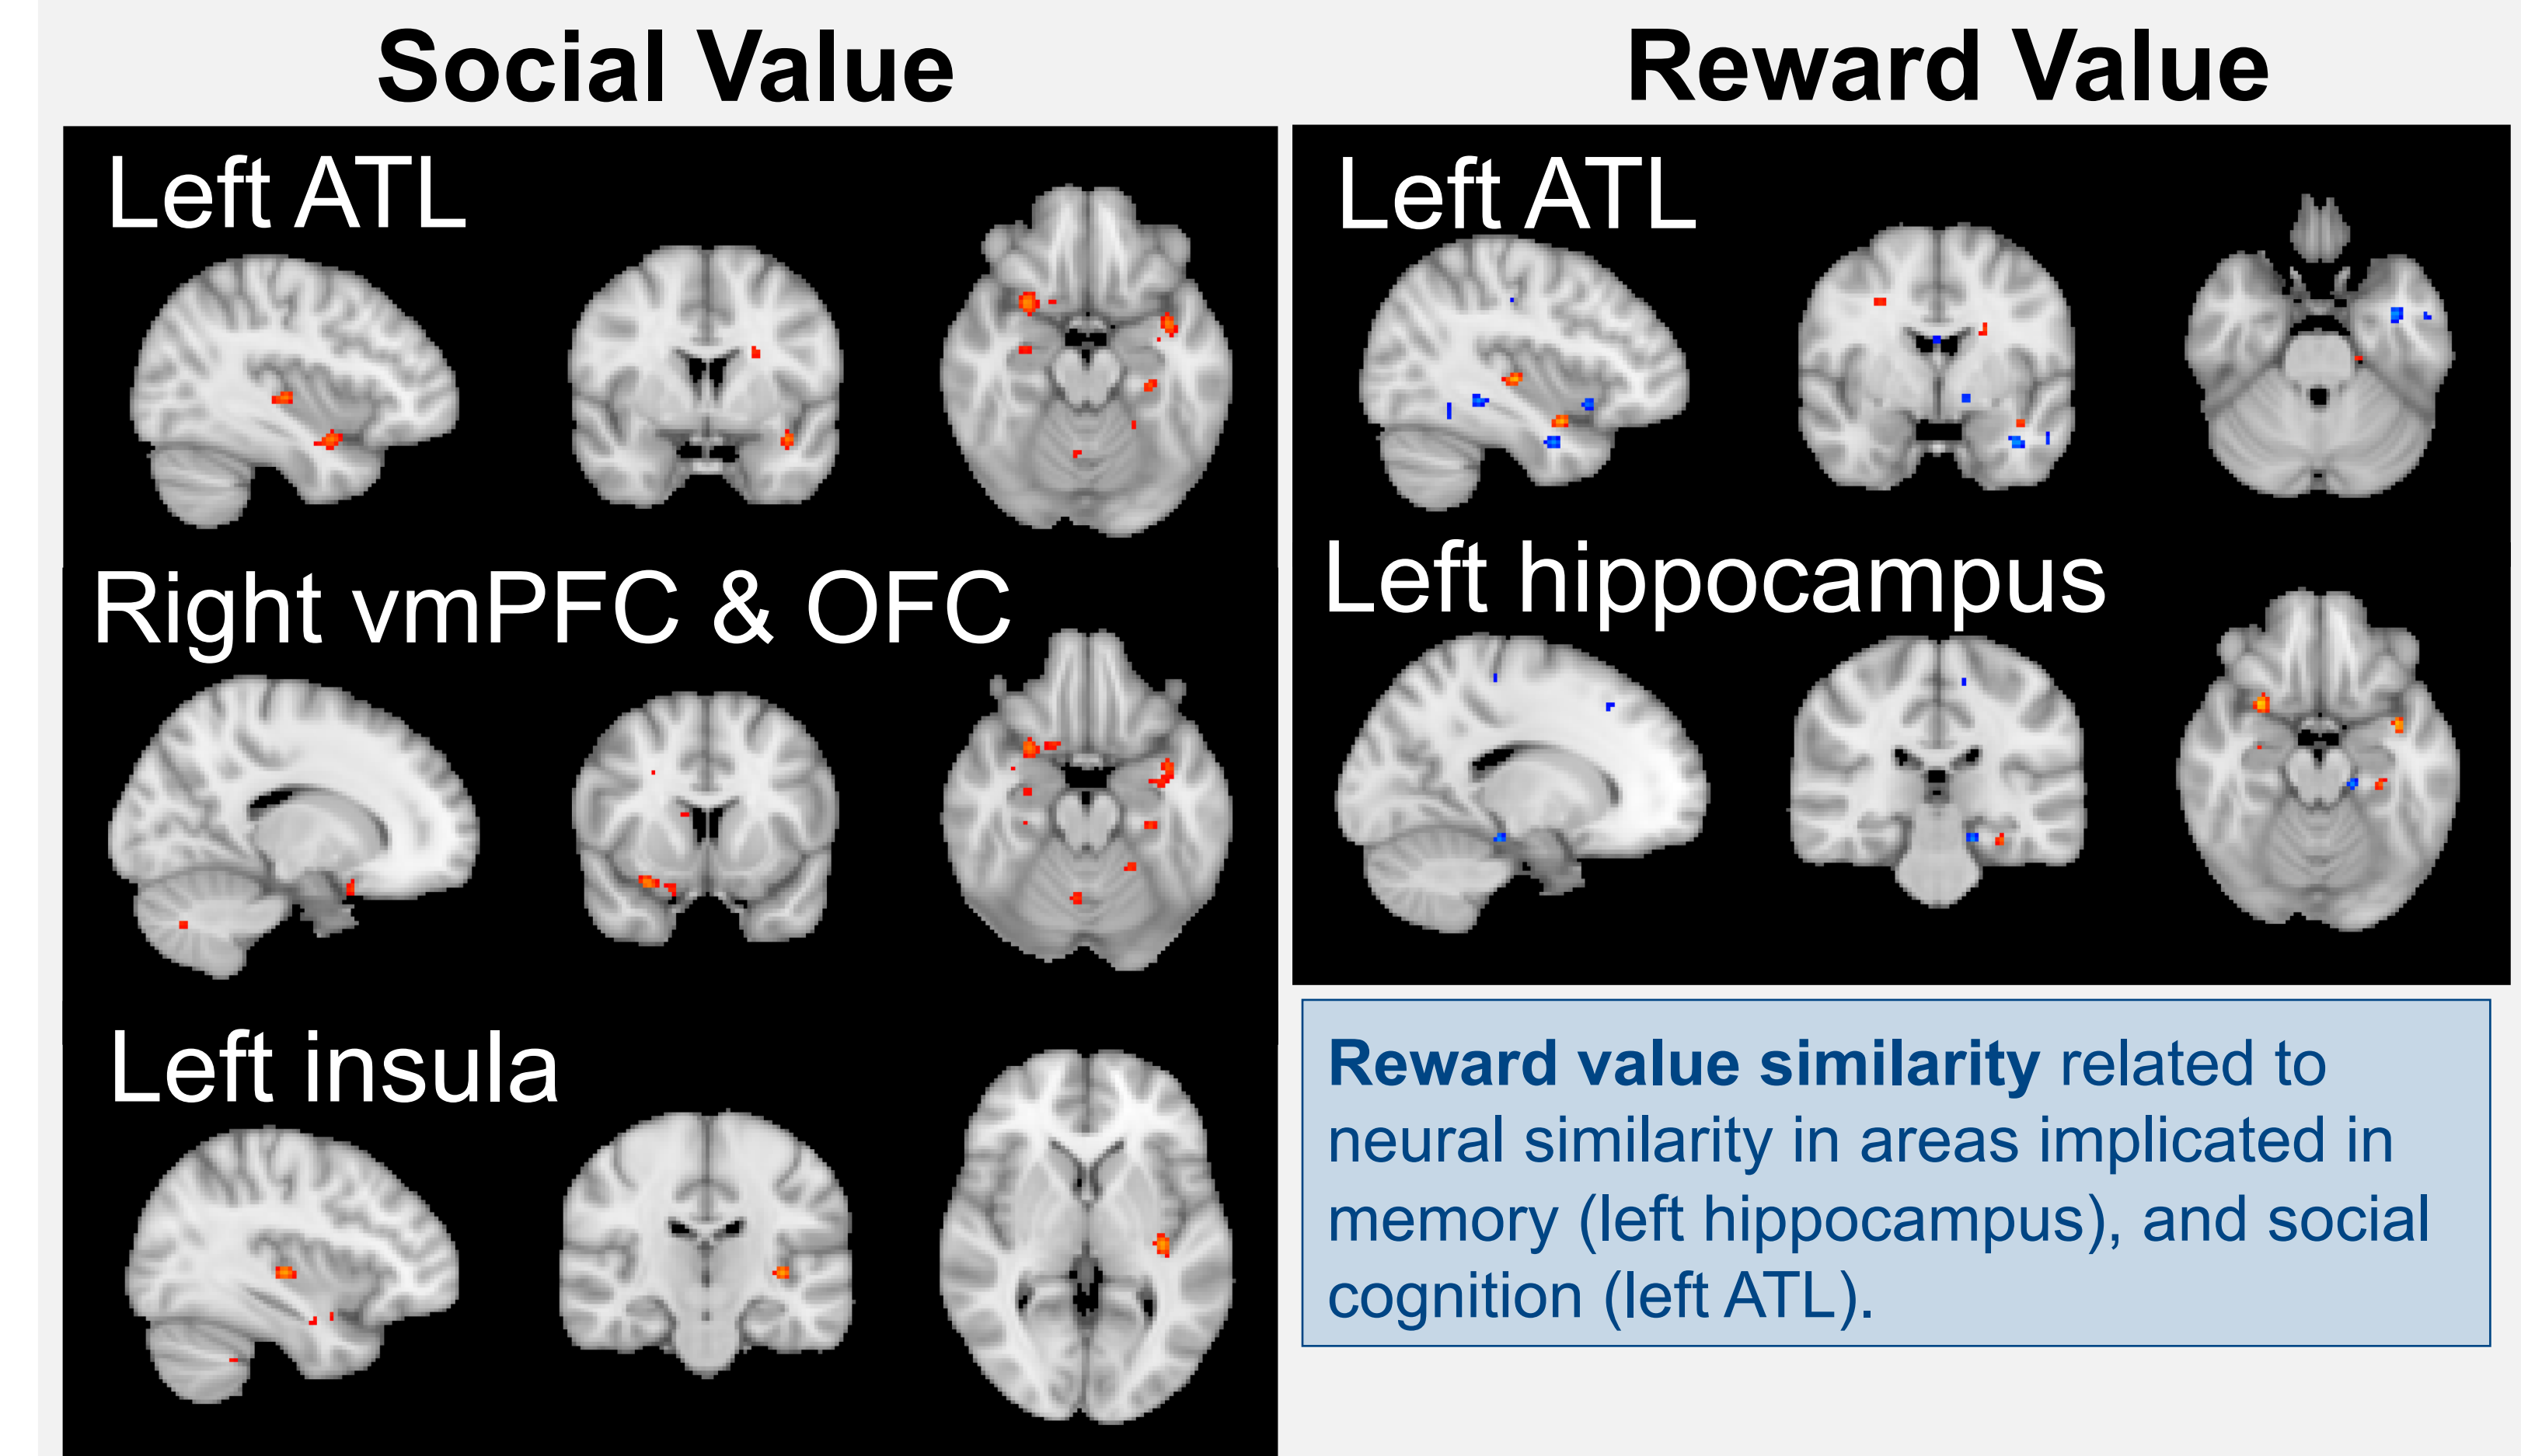 Social Value
Left ATL
Right vmPFC & OFC
Left insula
Reward Value
Left ATL
Left hippocampus
Reward value similarity related to
neural similarity in areas implicated in
memory (left hippocampus), and social
cognition (left ATL).